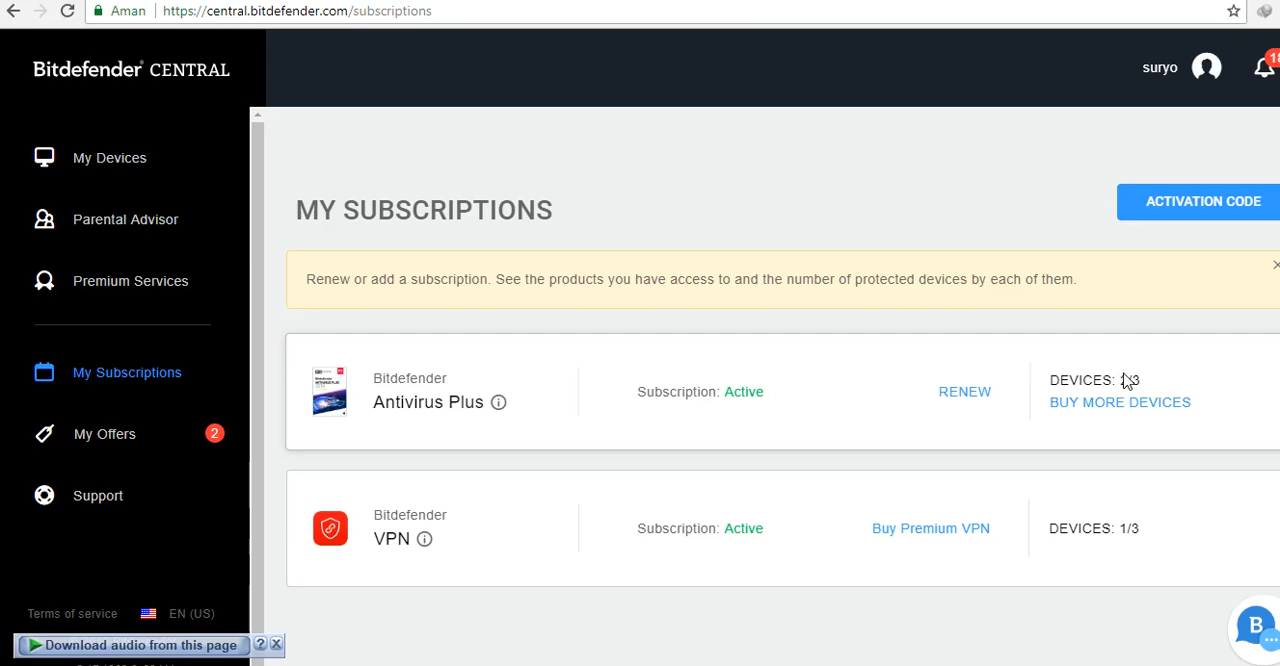 Aman
https://central.bitdefender.com/subscriptions
Bitdefender CENTRAL
suryo
My Devices
Parental Advisor
Premium Services
My Subscriptions
My Offers
2
Support
Terms of service
EN (US)
Download audio from this page
?
X
MY SUBSCRIPTIONS
ACTIVATION CODE
Renew or add a subscription. See the products you have access to and the number of protected devices by each of them.
Bitdefender
Antivirus Plus
Subscription: Active
RENEW
DEVICES:
BUY MORE DEVICES
Bitdefender
VPN
Subscription: Active
Buy Premium VPN
DEVICES: 1/3
B